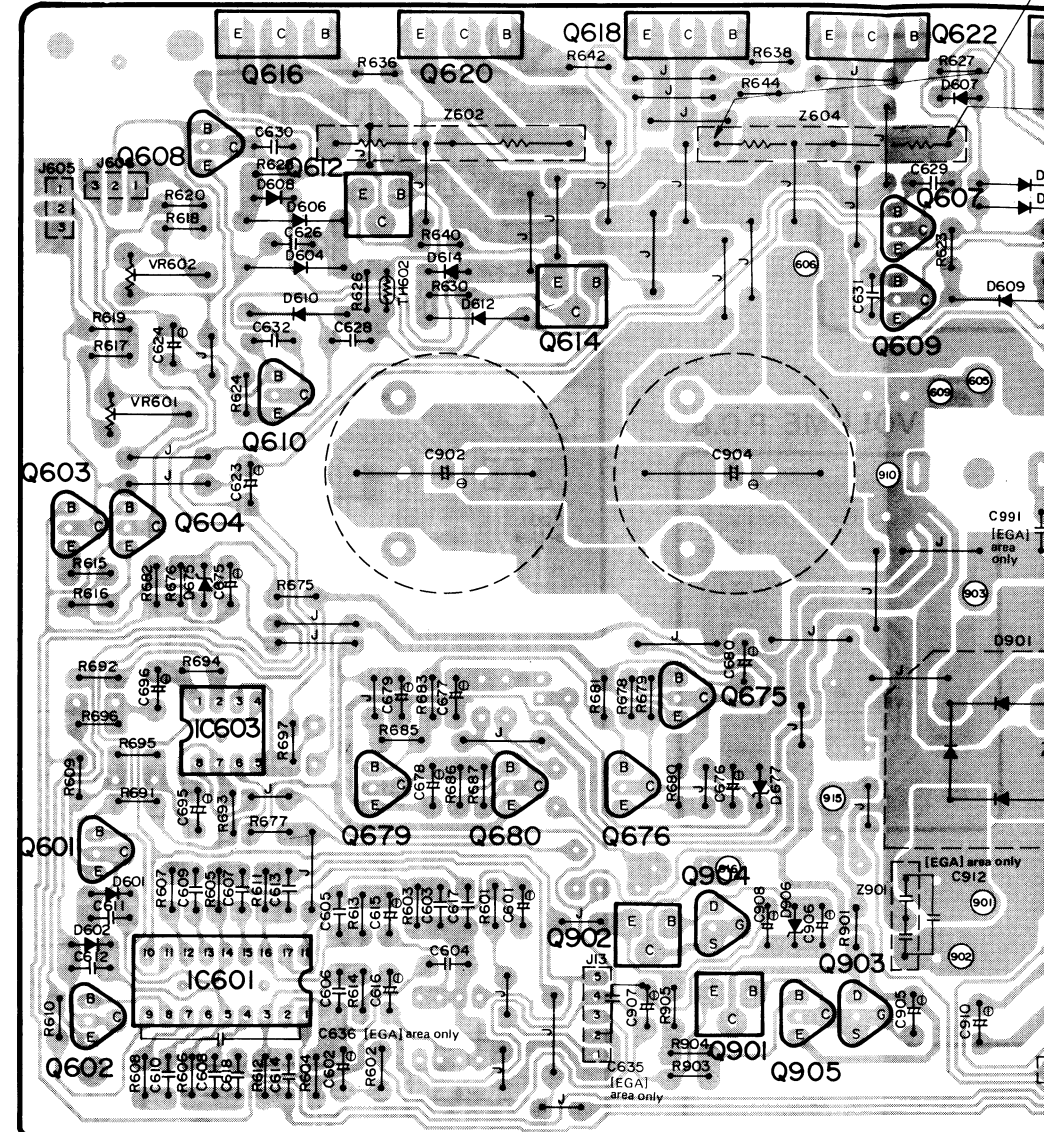 E C B
E C B
Q618
E C B
E C B
Q622
R638
R642
J
J
R627
Q616
R636
Q620
J
R644
D607
J
Z602
Z604
B
C
E
C630
Q608
J
J
C629
J605
J604
R622
Q612
Q607
1
2
3
3 2 1
R620
D608
E B
C
R618
D606
C626
R640
B
C
E
R623
VR602
D604
D614
606
R626
TH602
R630
E B
C
C631
B
C
E
D609
D610
D612
R619
C624
C632
C628
Q614
Q609
R617
J
R624
B
C
E
605
609
VR601
Q610
VOLUME P.C.B
J
C902
C904
Q603
J
C623
910
B
C
E
B
C
E
Q604
C991
[EGA]
area
only
J
R615
R682
R676
D675
C675
R675
903
R616
J
J
J
J
D901
R692
C696
R694
C679
R683
C677
R681
R678
R679
B
C
E
C680
Q675
J
1 2 3 4
IC603
8 7 6 5
R696
R697
R685
J
J
R695
R609
B
C
E
C678
R686
R687
B
C
E
B
C
E
R680
J
C676
D677
R691
C695
R693
J
915
J
Q679
Q680
Q676
R677
Q601
B
C
E
[EGA] area only
C912
Q904
Z901
D601
C611
R607
C609
R605
C607
R611
C613
J
C605
R613
C615
R603
C603
C617
R601
C601
D
G
S
C908
D906
C906
R901
901
D602
C612
J
Q902
E B
C
Q903
902
10 11 12 13 14 15 16 17 18
IC601
9 8 7 6 5 4 3 2 1
C606
R614
C616
C604
J
J13
5
4
3
2
1
C907
R905
E B
C
B
C
E
D
G
S
C905
C910
R610
B
C
E
C636 [EGA] area only
J
Q602
R608
C610
R606
C608
C618
R612
C614
R604
C602
R602
J
R904
R903
Q901
Q905
C635
[EGA]
area only
J